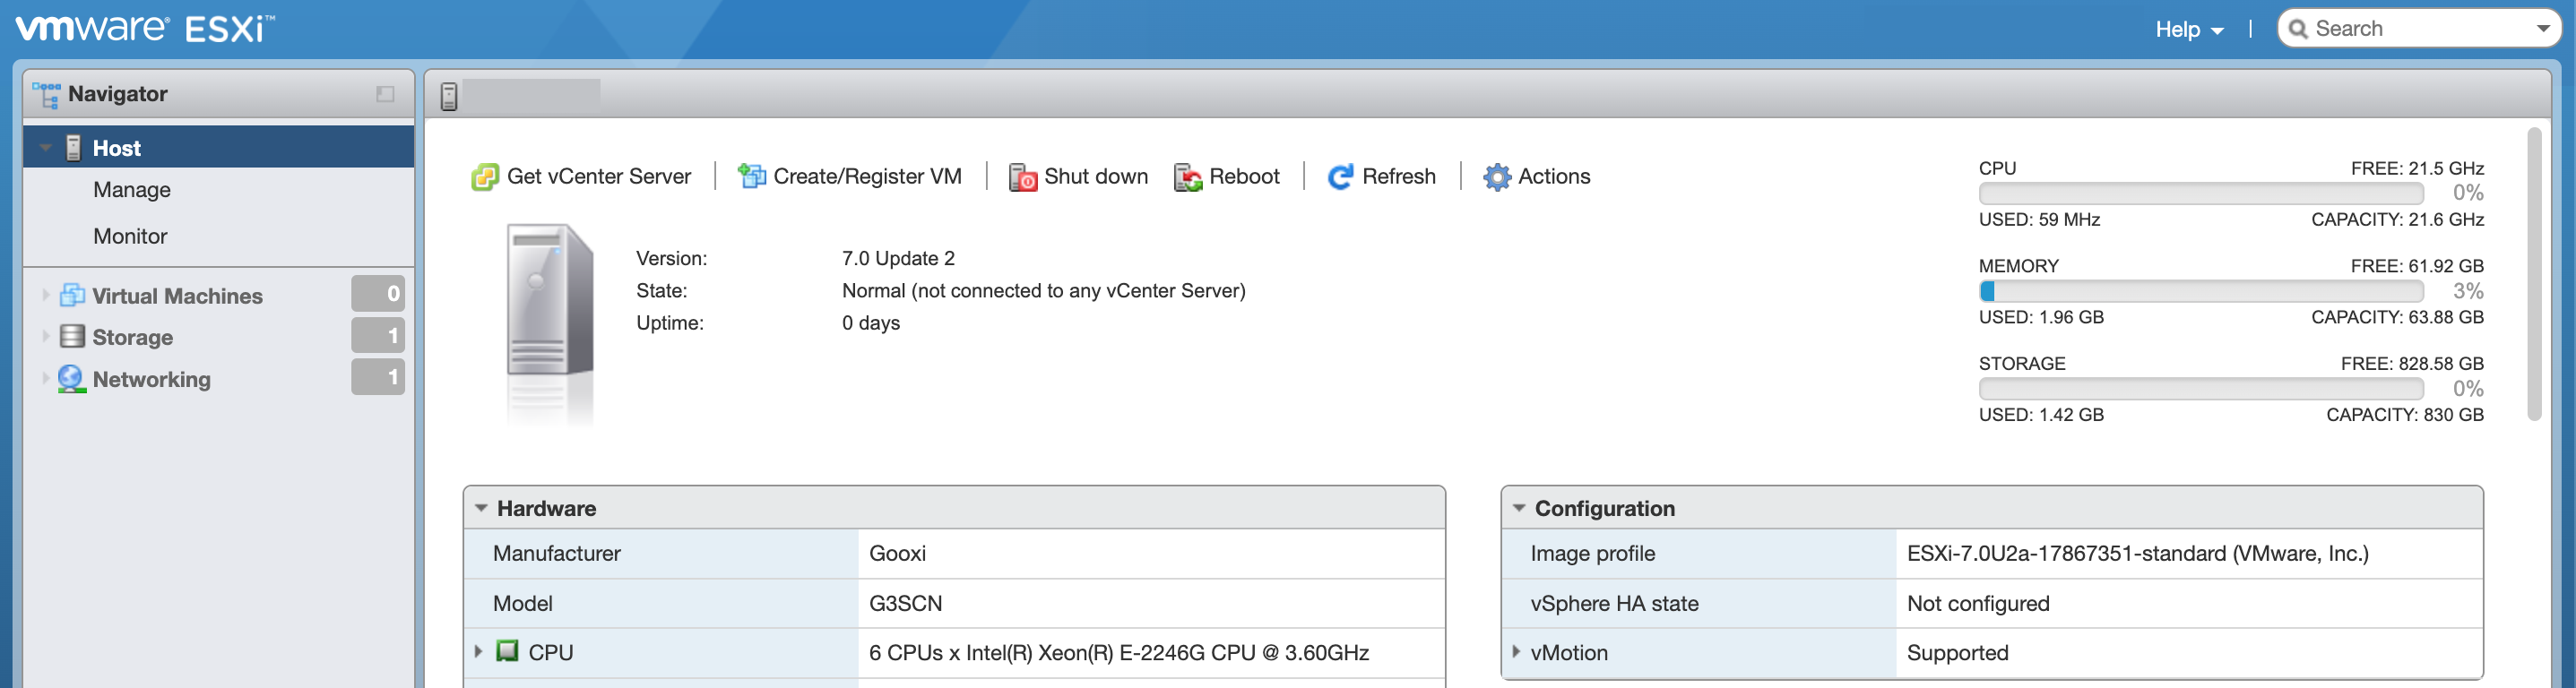 vmware® ESXi™
Help | Search
Navigator
Host
Manage
Monitor
Virtual Machines 0
Storage 1
Networking 1
Get vCenter Server | Create/Register VM | Shut down Reboot | Refresh | Actions
Version: 7.0 Update 2
State: Normal (not connected to any vCenter Server)
Uptime: 0 days
CPU FREE: 21.5 GHz
0%
USED: 59 MHz CAPACITY: 21.6 GHz
MEMORY FREE: 61.92 GB
3%
USED: 1.96 GB CAPACITY: 63.88 GB
STORAGE FREE: 828.58 GB
0%
USED: 1.42 GB CAPACITY: 830 GB
Hardware
Manufacturer Gooxi
Model G3SCN
CPU 6 CPUs x Intel(R) Xeon(R) E-2246G CPU @ 3.60GHz
Configuration
Image profile ESXi-7.0U2a-17867351-standard (VMware, Inc.)
vSphere HA state Not configured
vMotion Supported